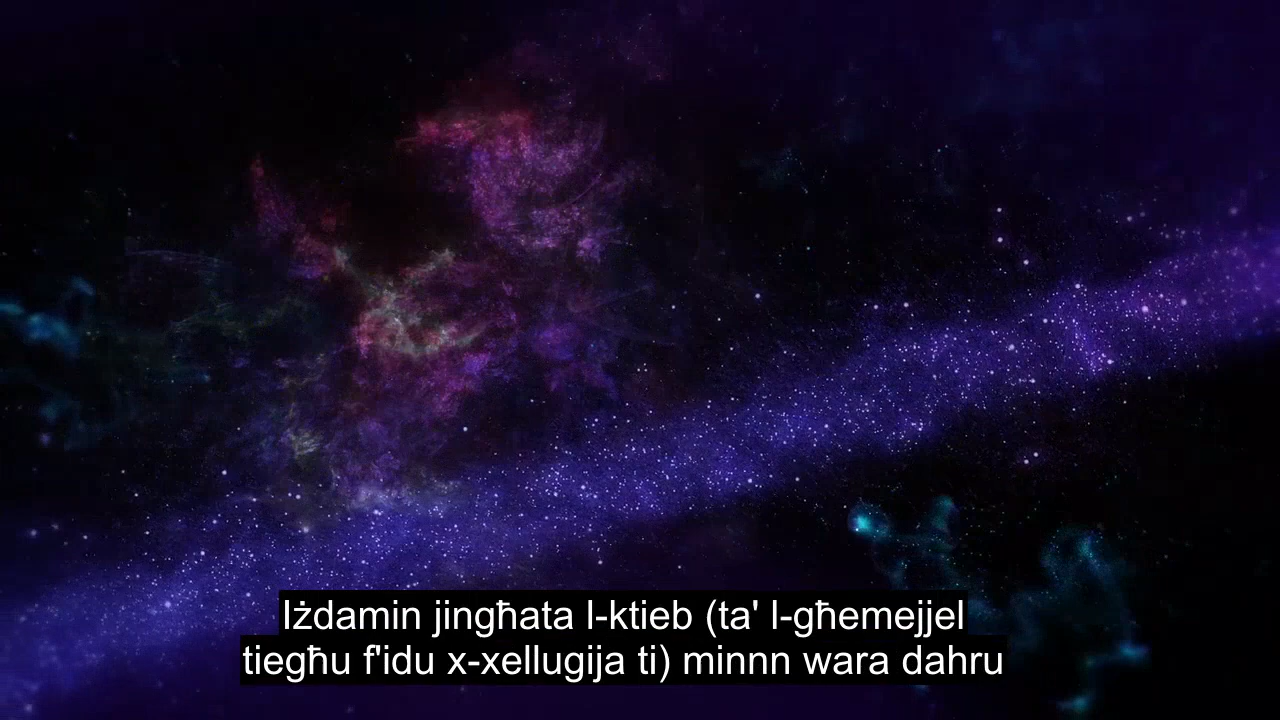 Iżdamin jingħata l-ktieb (ta' l-għemejjel
tiegħu f'idu x-xellugija ti) minnn wara dahru